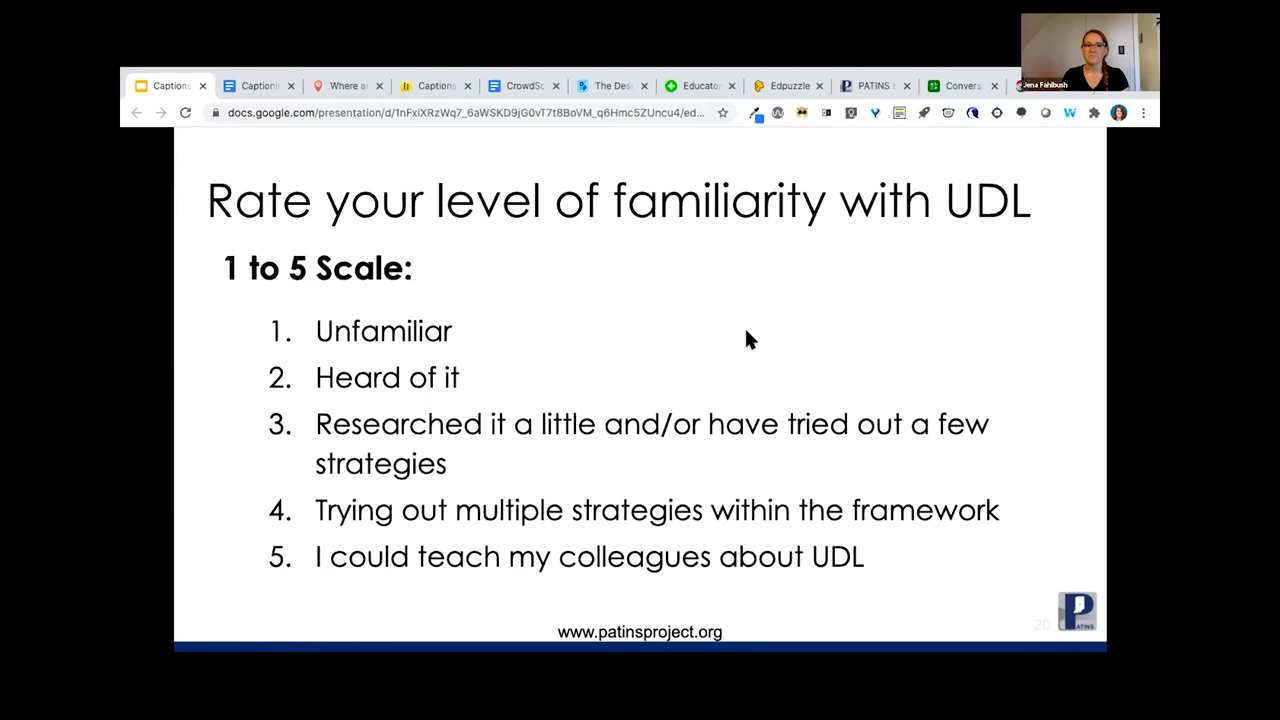 Captions
Captionin
Where a
Captions
CrowdSc
The Des
Educator
Edpuzzle
PATINS
Convers
Jena Fahlbush
docs.google.com/presentation/d/1nFxiXRzWq7_6aWSKD9jG0vT7t8BoVM_q6Hmc5ZUncu4/ed...
Rate your level of familiarity with UDL
1 to 5 Scale:
1. Unfamiliar
2. Heard of it
3. Researched it a little and/or have tried out a few
strategies
4. Trying out multiple strategies within the framework
5. I could teach my colleagues about UDL
www.patinsproject.org
20
PATINS